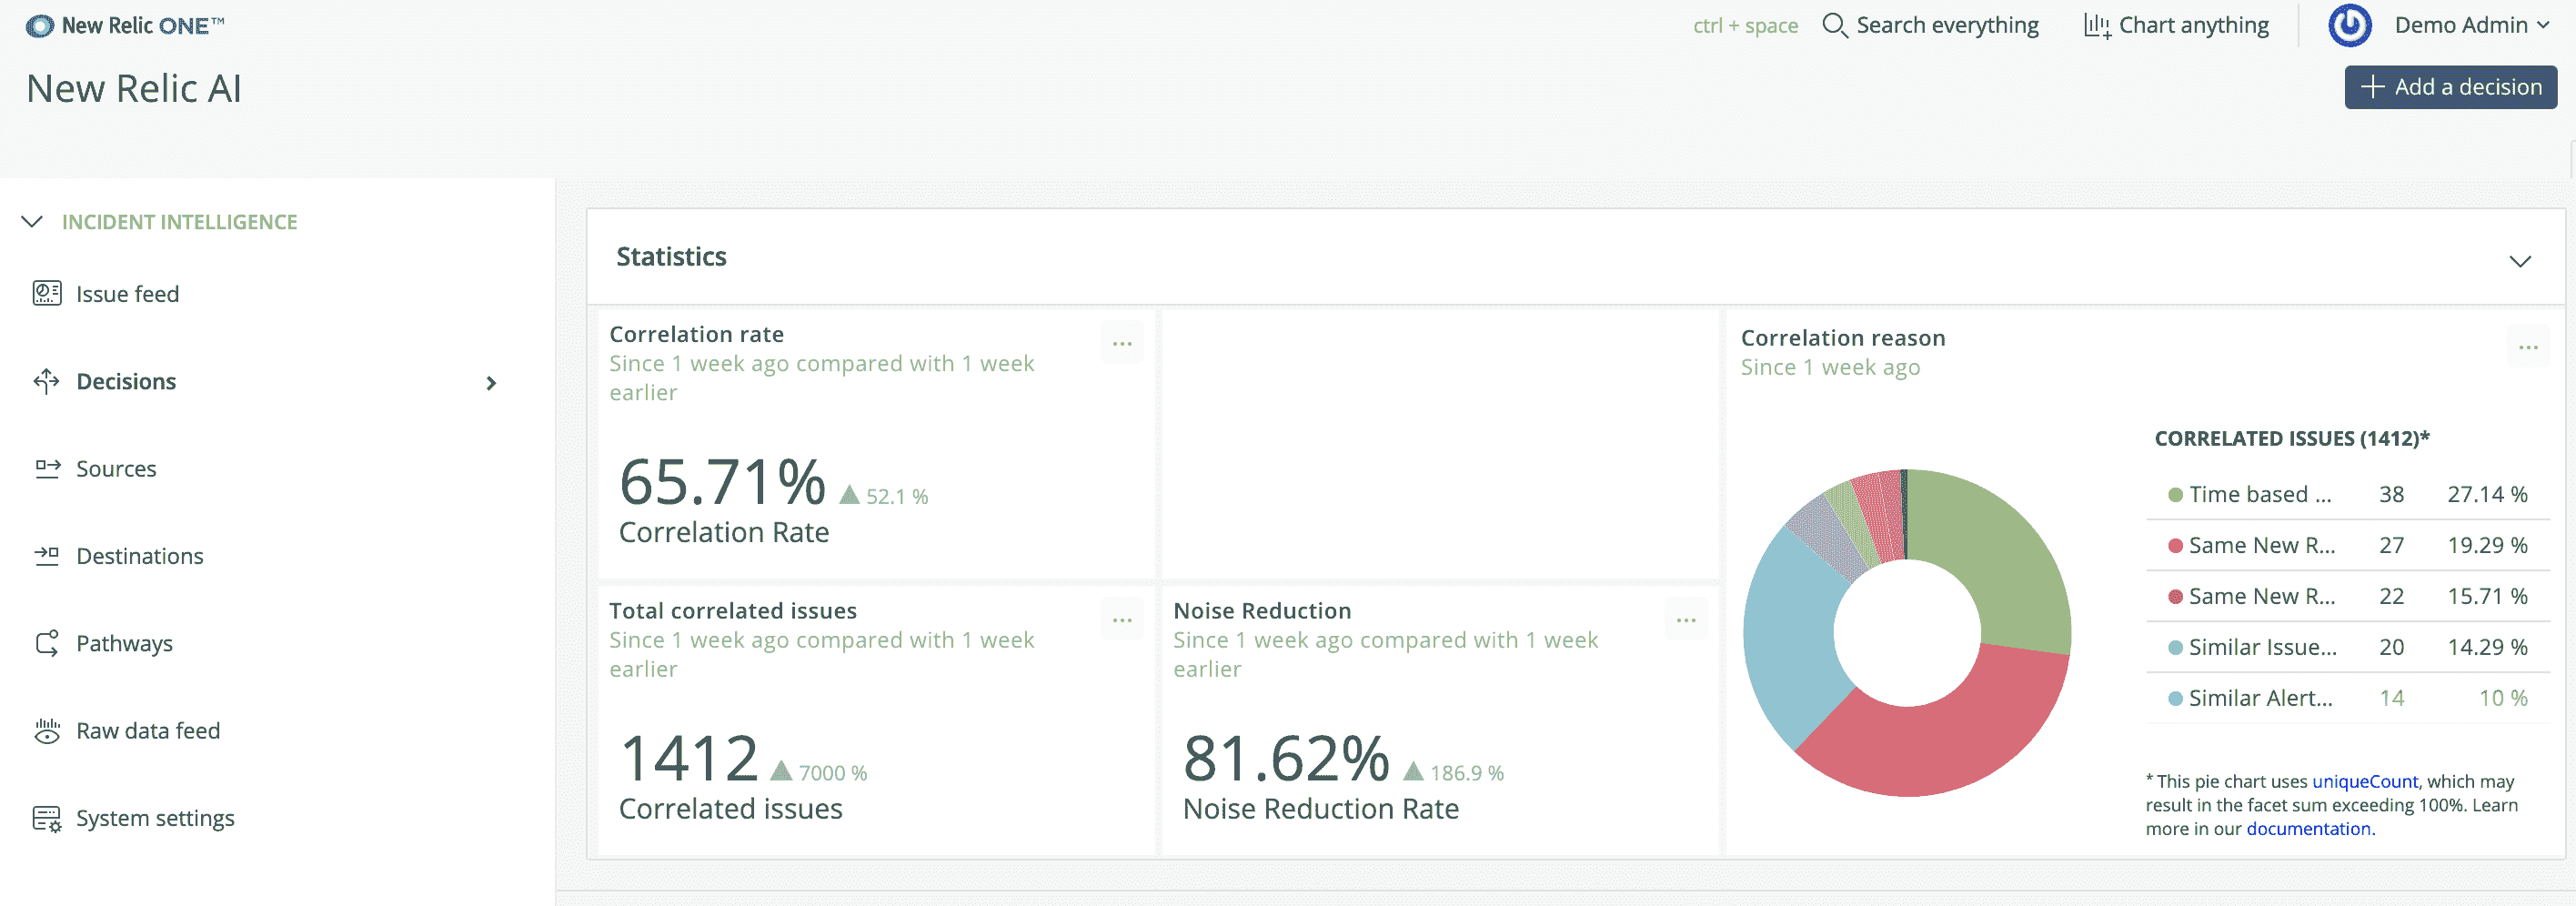 New Relic ONE™
ctrl + space
Search everything
Chart anything
Demo Admin
New Relic AI
Add a decision
INCIDENT INTELLIGENCE
Issue feed
Decisions
Sources
Destinations
Pathways
Raw data feed
System settings
Statistics
Correlation rate
Since 1 week ago compared with 1 week
earlier
65.71% 52.1 %
Correlation Rate
Total correlated issues
Since 1 week ago compared with 1 week
earlier
1412 7000 %
Correlated issues
Noise Reduction
Since 1 week ago compared with 1 week
earlier
81.62% 186.9 %
Noise Reduction Rate
Correlation reason
Since 1 week ago
CORRELATED ISSUES (1412)*
Time based ... 38 27.14 %
Same New R... 27 19.29 %
Same New R... 22 15.71 %
Similar Issue... 20 14.29 %
Similar Alert... 14 10 %
* This pie chart uses uniqueCount, which may
result in the facet sum exceeding 100%. Learn
more in our documentation.